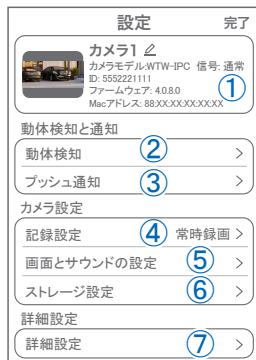 設定 完了
カメラ1
カメラモデル:WTW-IPC 信号: 通常
ID: 5552221111
ファームウェア: 4.0.8.0
Macアドレス: 88:XX:XX:XX:XX:XX
①
動体検知と通知
動体検知 ② >
プッシュ通知 ③ >
カメラ設定
記録設定 ④ 常時録画 >
画面とサウンドの設定 ⑤ >
ストレージ設定 ⑥ >
詳細設定
詳細設定 ⑦ >